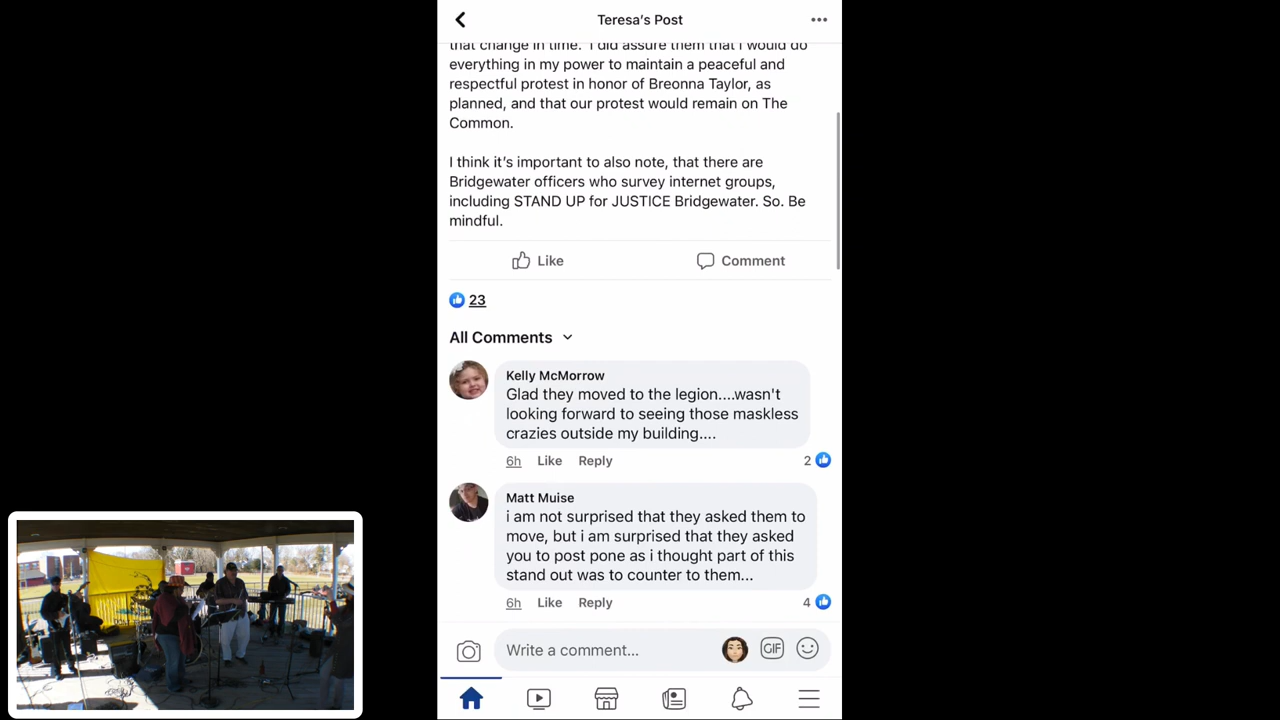 Teresa's Post
that change in time. I did assure them that I would do
everything in my power to maintain a peaceful and
respectful protest in honor of Breonna Taylor, as
planned, and that our protest would remain on The
Common.
I think it's important to also note, that there are
Bridgewater officers who survey internet groups,
including STAND UP for JUSTICE Bridgewater. So. Be
mindful.
Like Comment
23
All Comments
Kelly McMorrow
Glad they moved to the legion....wasn't
looking forward to seeing those maskless
crazies outside my building....
6h Like Reply 2
Matt Muise
i am not surprised that they asked them to
move, but i am surprised that they asked
you to post pone as i thought part of this
stand out was to counter to them...
6h Like Reply 4
Write a comment... GIF